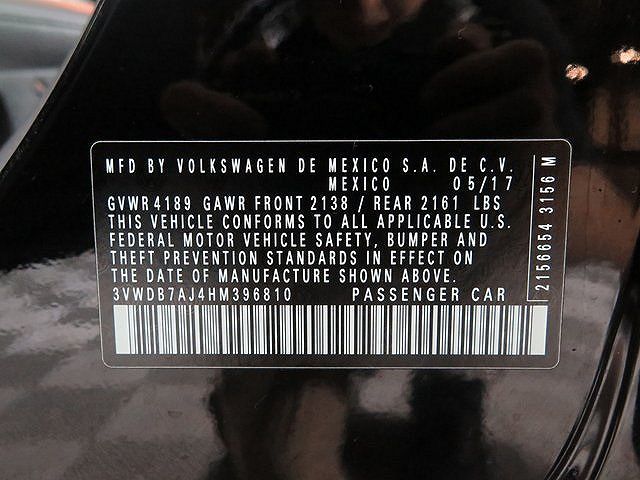 MFD BY VOLKSWAGEN DE MEXICO S.A. DE C.V.
MEXICO 05/17
GVWR 4189 GAWR FRONT 2138 / REAR 2161 LBS
THIS VEHICLE CONFORMS TO ALL APPLICABLE U.S.
FEDERAL MOTOR VEHICLE SAFETY, BUMPER AND
THEFT PREVENTION STANDARDS IN EFFECT ON
THE DATE OF MANUFACTURE SHOWN ABOVE.
3VWDB7AJ4HM396810 PASSENGER CAR
2156654 3156 M